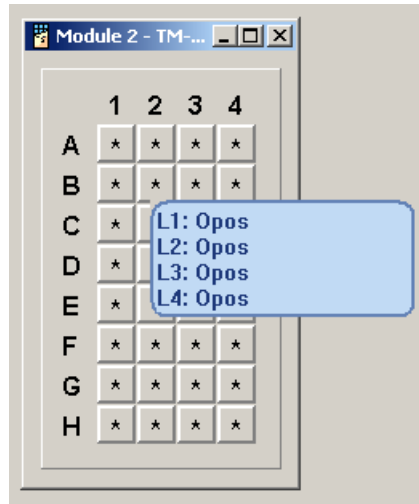 Module 2 - TM-...
1 2 3 4
A * * * *
B * * * *
C *
L1: Opos
L2: Opos
D *
L3: Opos
E *
L4: Opos
F * * * *
G * * * *
H * * * *